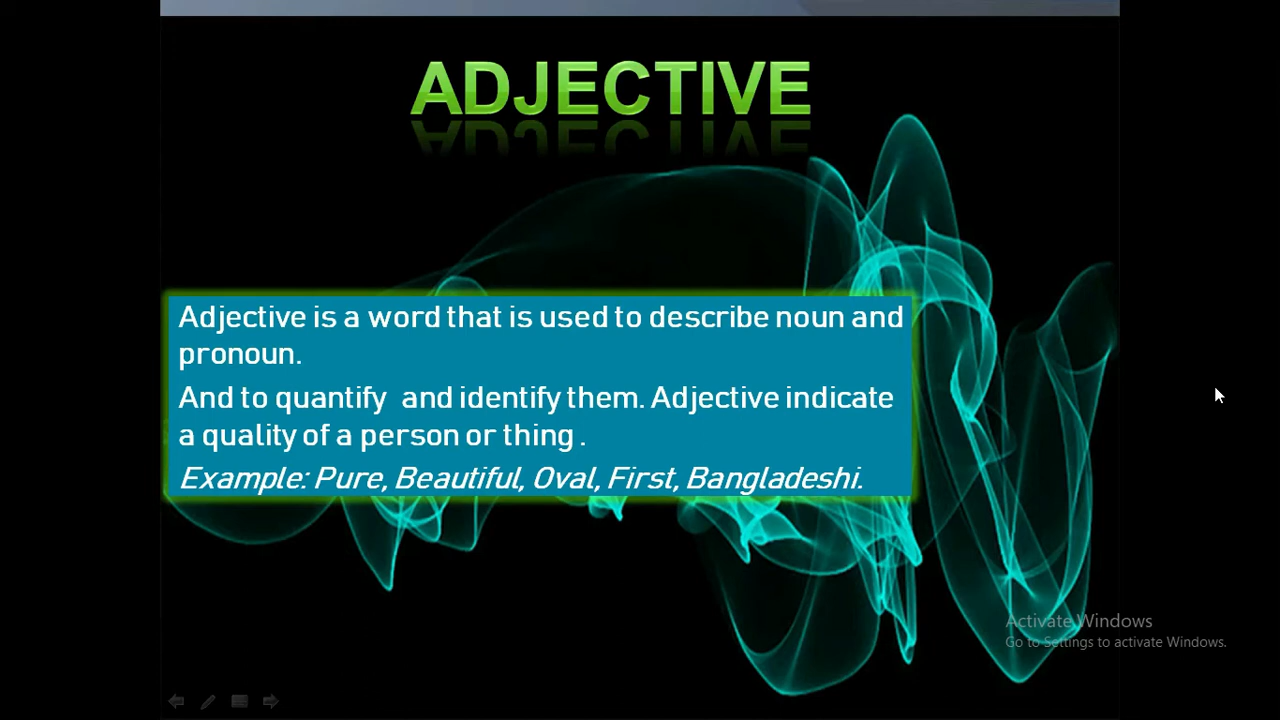 ADJECTIVE
Adjective is a word that is used to describe noun and
pronoun.
And to quantify and identify them. Adjective indicate
a quality of a person or thing .
Example: Pure, Beautiful, Oval, First, Bangladeshi.
Activate Windows
Go to Settings to activate Windows.